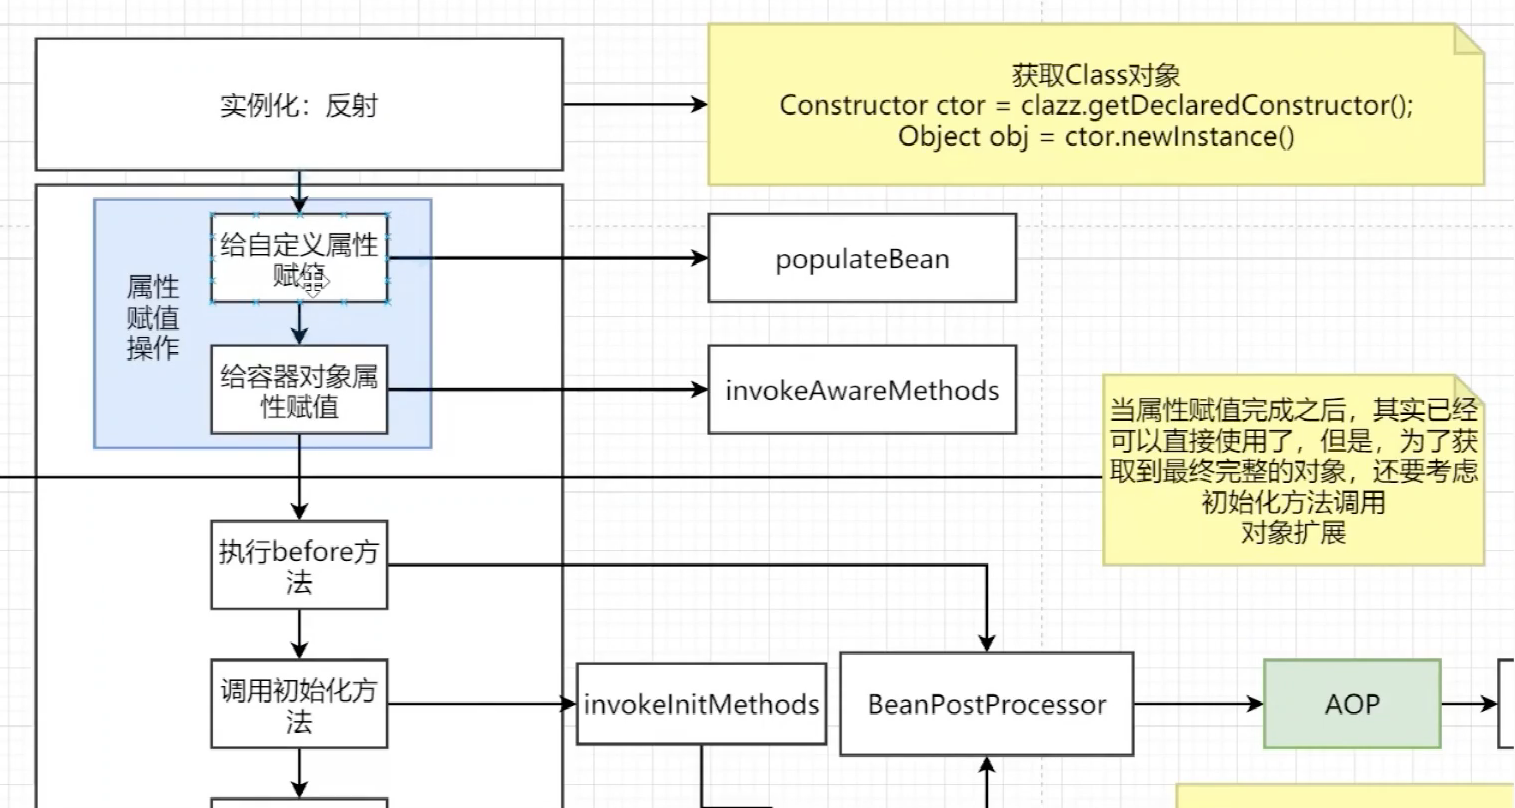 实例化：反射
获取Class对象
Constructor ctor = clazz.getDeclaredConstructor();
Object obj = ctor.newInstance()
属性
赋值
操作
给自定义属性
赋值
populateBean
给容器对象属
性赋值
invokeAwareMethods
当属性赋值完成之后，其实已经
可以直接使用了，但是，为了获
取到最终完整的对象，还要考虑
初始化方法调用
对象扩展
执行before方
法
调用初始化方
法
invokeInitMethods
BeanPostProcessor
AOP